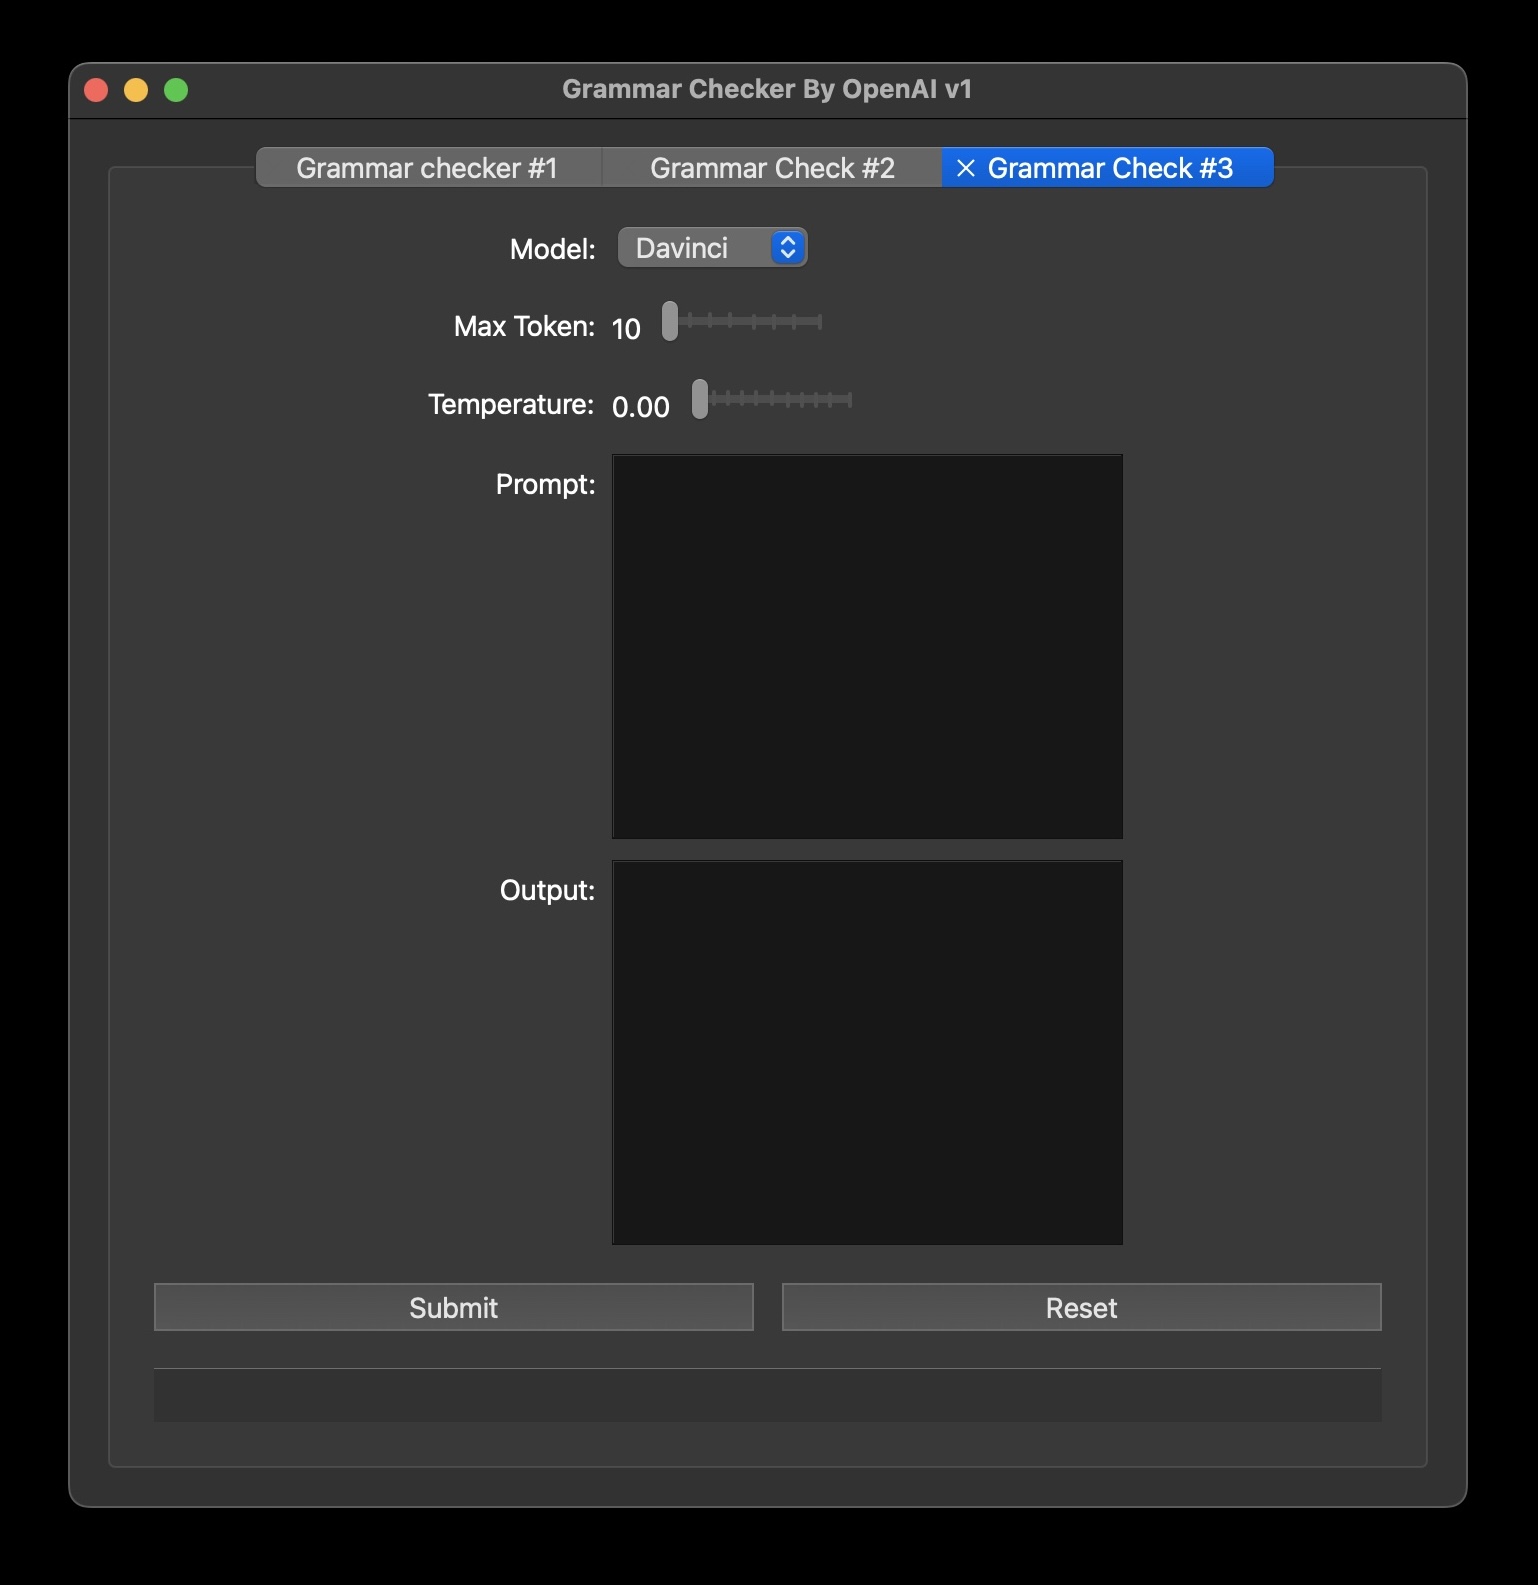 Grammar Checker By OpenAI v1
Grammar checker #1 Grammar Check #2 Grammar Check #3
Model: Davinci
Max Token: 10
Temperature: 0.00
Prompt:
Output:
Submit Reset